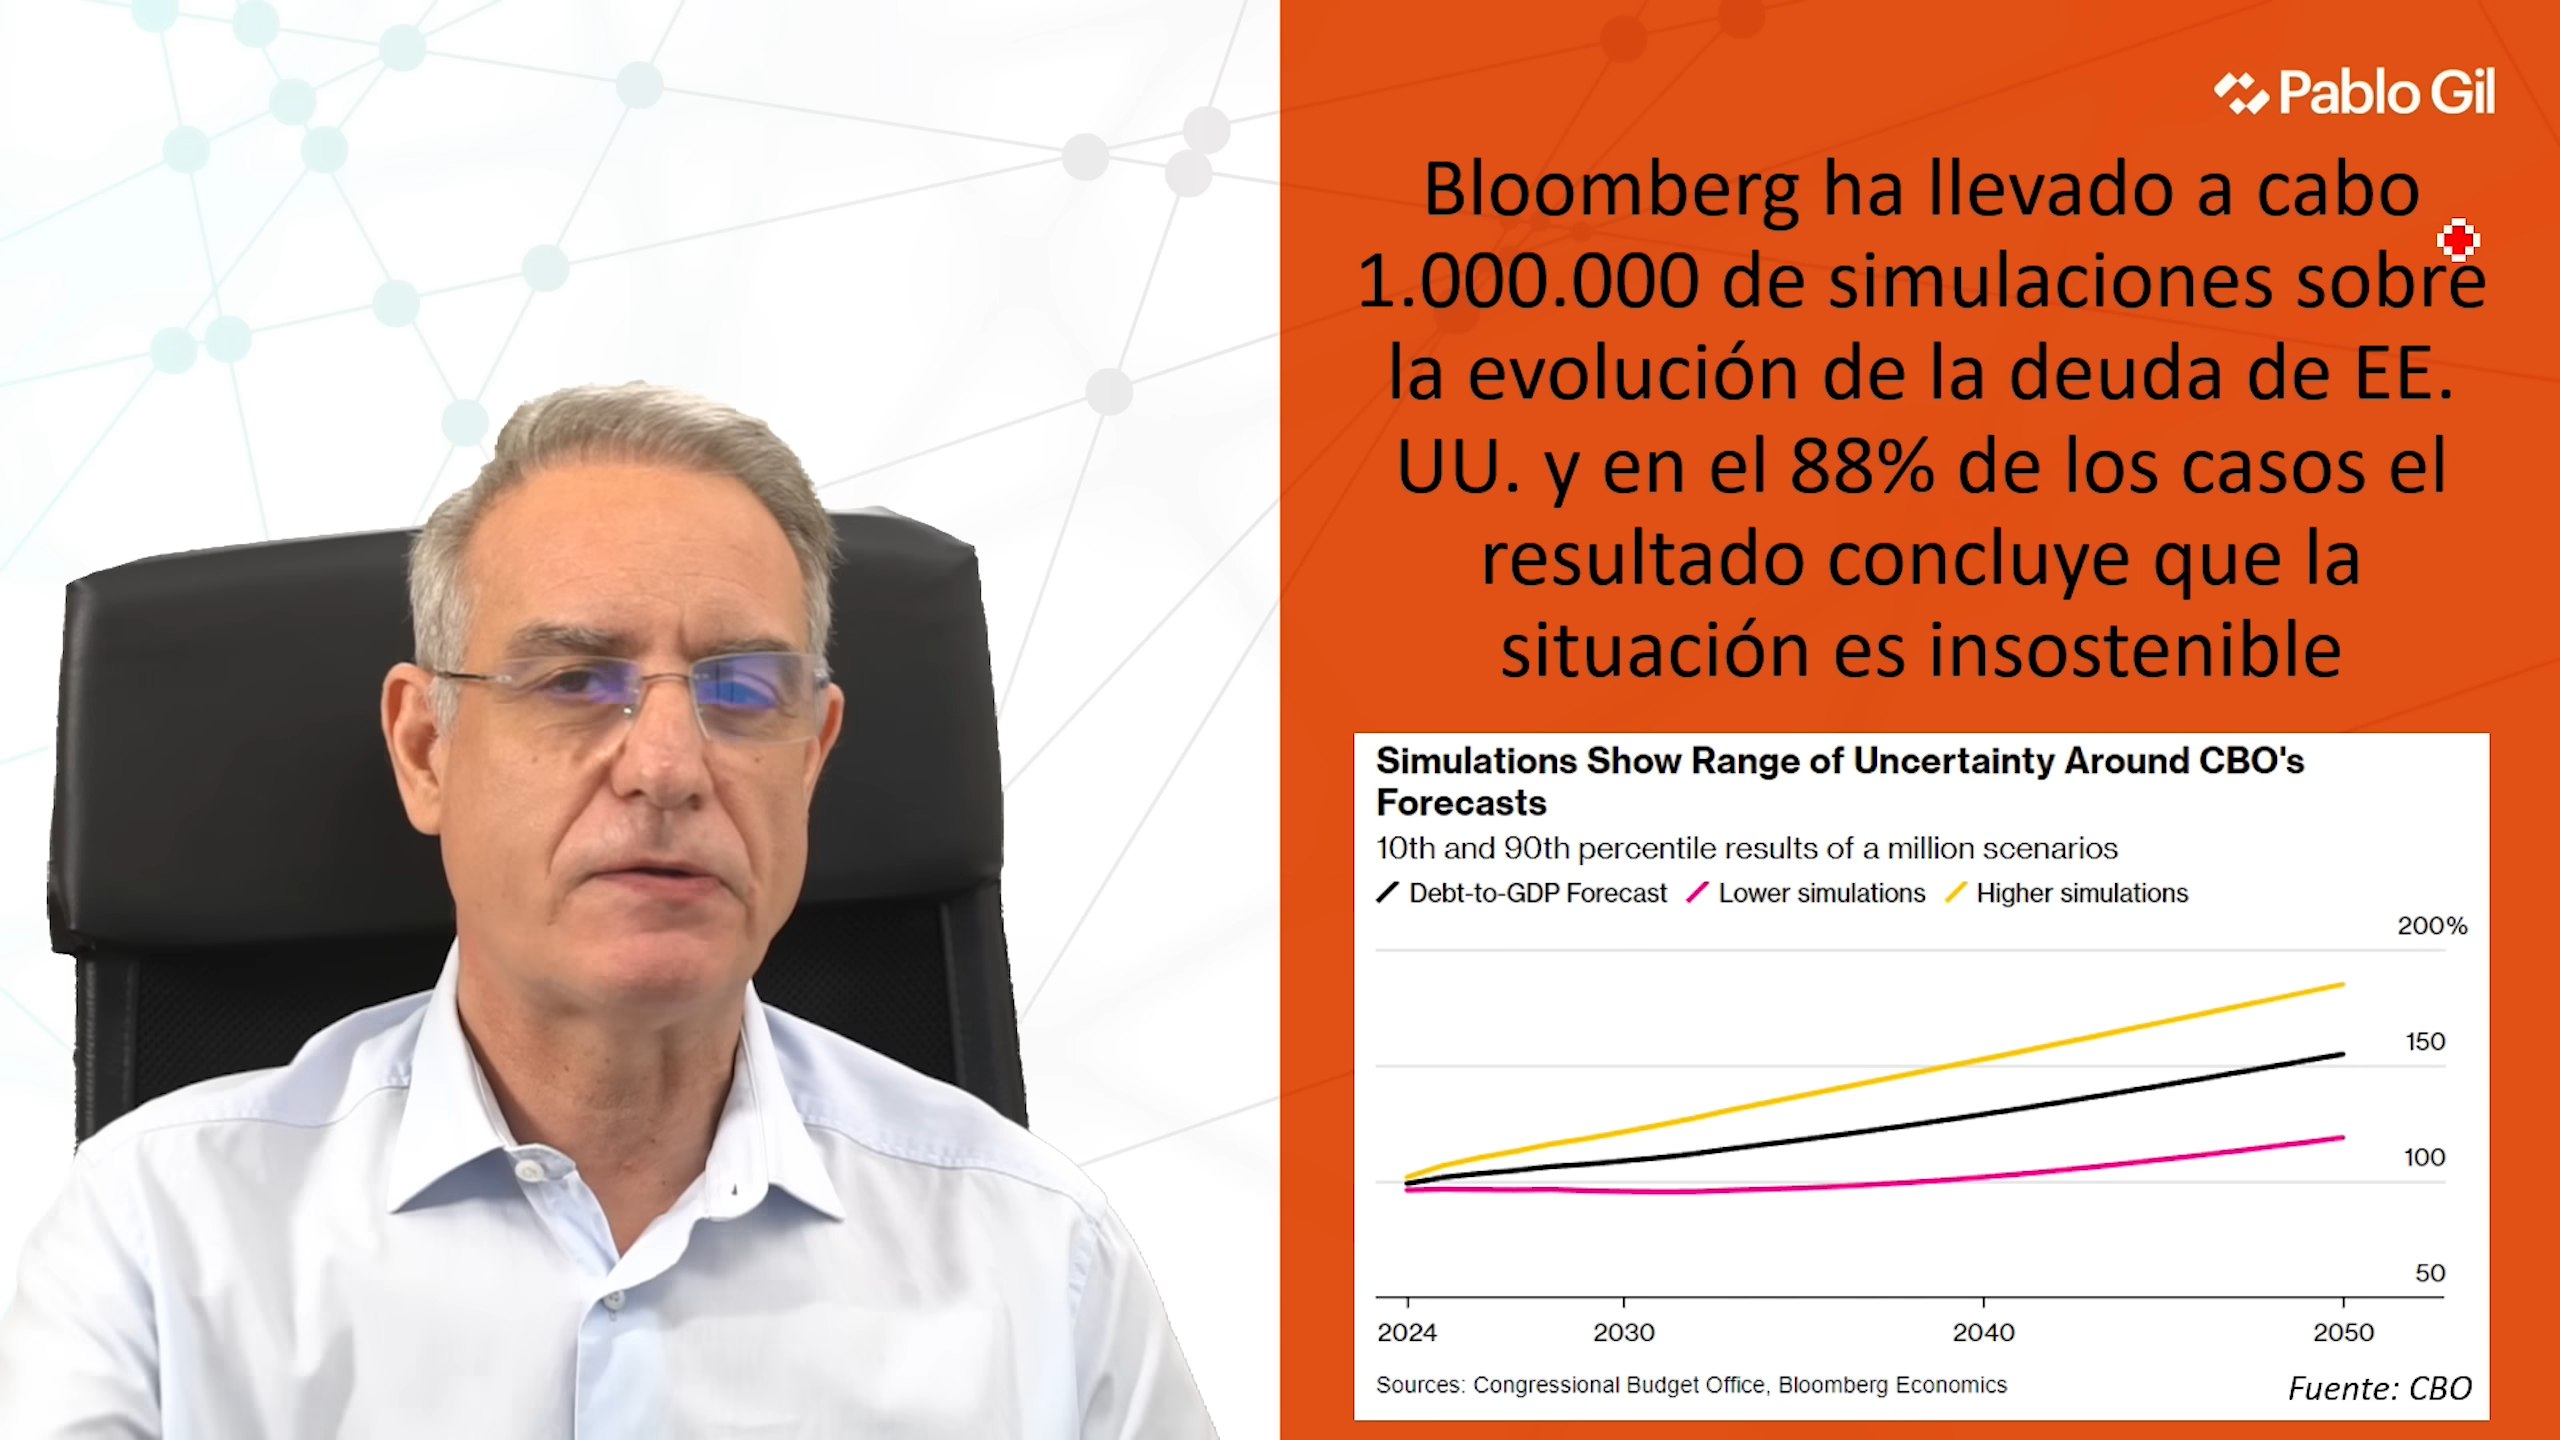 Pablo Gil
Bloomberg ha llevado a cabo
1.000.000 de simulaciones sobre
la evolución de la deuda de EE.
UU. y en el 88% de los casos el
resultado concluye que la
situación es insostenible
Simulations Show Range of Uncertainty Around CBO's
Forecasts
10th and 90th percentile results of a million scenarios
Debt-to-GDP Forecast Lower simulations Higher simulations
200%
150
100
50
2024 2030 2040 2050
Sources: Congressional Budget Office, Bloomberg Economics
Fuente: CBO